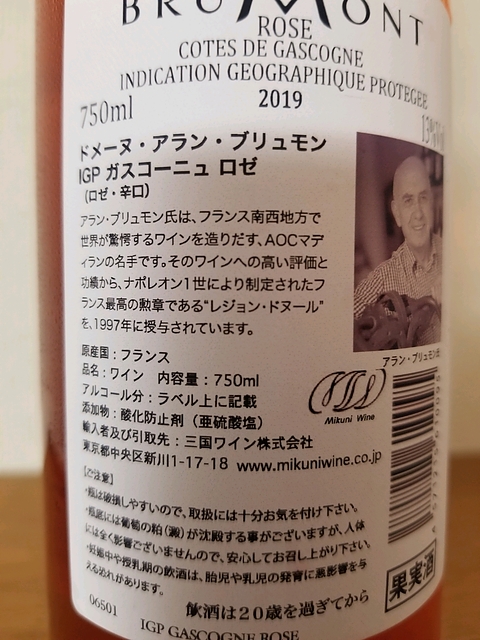 BRUMONT
ROSE
COTES DE GASCOGNE
INDICATION GEOGRAPHIQUE PROTEGEE
2019
750ml
13%
ドメーヌ・アラン・ブリュモン
IGP ガスコーニュ ロゼ
(ロゼ・辛口)
アラン・ブリュモン氏は、フランス南西地方で
世界が驚愕するワインを造りだす、AOCマデ
ィランの名手です。そのワインへの高い評価と
功績から、ナポレオン1世により制定されたフ
ランス最高の勲章である“レジョン・ドヌール”
を、1997年に授与されています。
アラン・ブリュモン氏
原産国：フランス
品名：ワイン 内容量：750ml
アルコール分：ラベル上に記載
添加物：酸化防止剤（亜硫酸塩）
輸入者及び引取先：三国ワイン株式会社
東京都中央区新川1-17-18 www.mikuniwine.co.jp
Mikuni Wine
【ご注意】
・瓶は破損しやすいので、取扱には十分お気を付け下さい。
・瓶底には葡萄の粕(澱)が沈殿する事がございますが、人体
には全く影響ございませんので、安心してお召し上がり下さい。
・妊娠中や授乳期の飲酒は、胎児や乳児の発育に悪影響を与
える恐れがあります。
果実酒
06501 飲酒は20歳を過ぎてから
IGP GASCOGNE ROSE